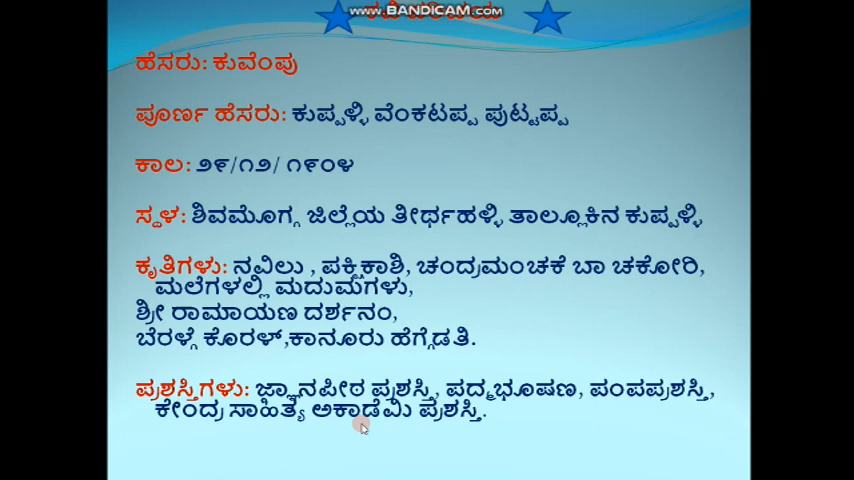 www.BANDICAM.com
ಹೆಸರು: ಕುವೆಂಪು
ಪೂರ್ಣ ಹೆಸರು: ಕುಪ್ಪಳ್ಳಿ ವೆಂಕಟಪ್ಪ ಪುಟ್ಟಪ್ಪ
ಕಾಲ: ೨೯/೧೨/ ೧೯೦೪
ಸ್ಥಳ: ಶಿವಮೊಗ್ಗ ಜಿಲ್ಲೆಯ ತೀರ್ಥಹಳ್ಳಿ ತಾಲ್ಲೂಕಿನ ಕುಪ್ಪಳ್ಳಿ
ಕೃತಿಗಳು: ನವಿಲು , ಪಕ್ಷಿಕಾಶಿ, ಚಂದ್ರಮಂಚಕೆ ಬಾ ಚಕೋರಿ,
ಮಲೆಗಳಲ್ಲಿ ಮದುಮಗಳು,
ಶ್ರೀ ರಾಮಾಯಣ ದರ್ಶನಂ,
ಬೆರಳ್ಗೆ ಕೊರಳ್,ಕಾನೂರು ಹೆಗ್ಗೆಡತಿ.
ಪ್ರಶಸ್ತಿಗಳು: ಜ್ಞಾನಪೀಠ ಪ್ರಶಸ್ತಿ, ಪದ್ಮಭೂಷಣ, ಪಂಪಪ್ರಶಸ್ತಿ,
ಕೇಂದ್ರ ಸಾಹಿತ್ಯ ಅಕಾಡೆಮಿ ಪ್ರಶಸ್ತಿ.